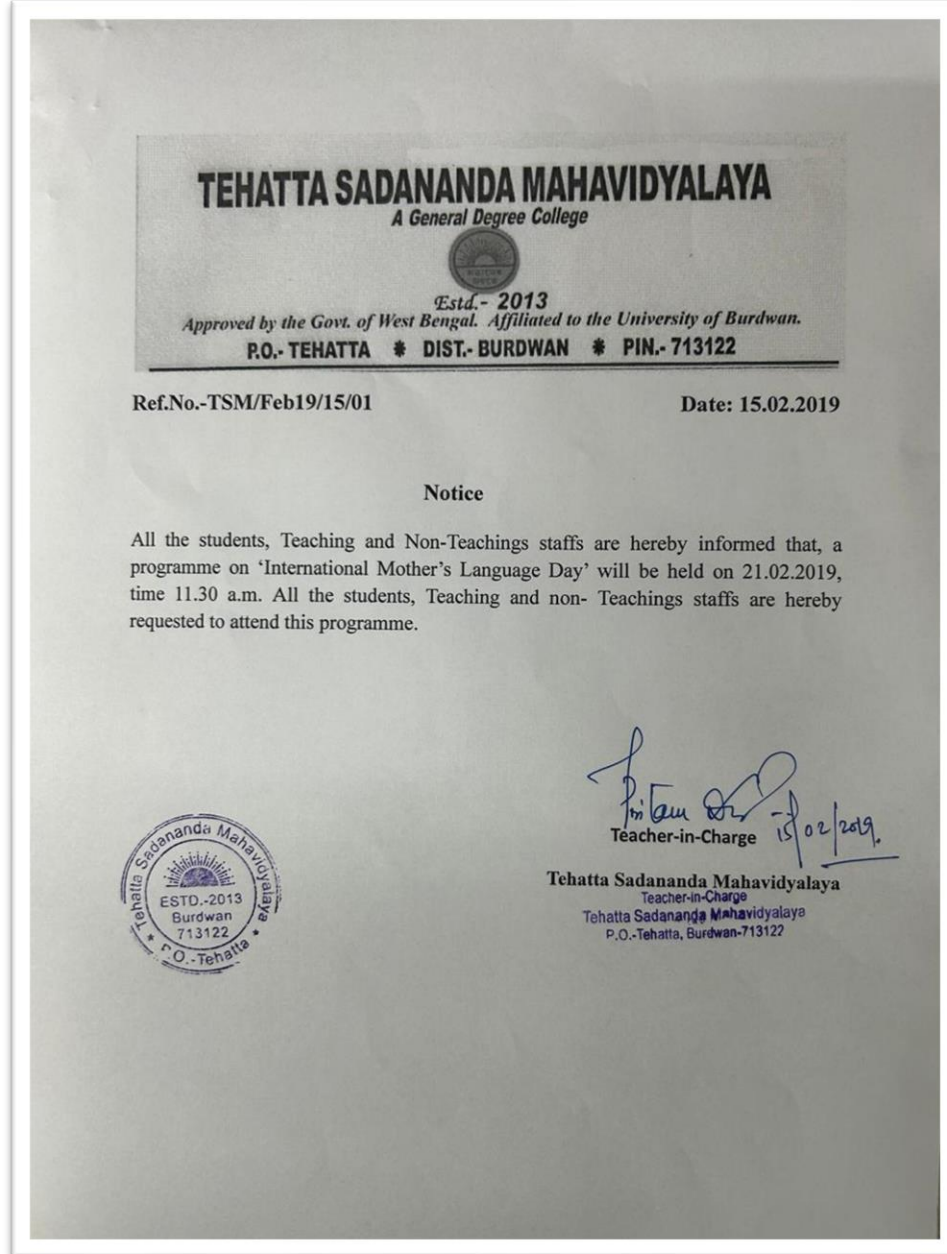 TEHATTA SADANANDA MAHAVIDYALAYA
A General Degree College
Estd.- 2013
Approved by the Govt. of West Bengal. Affiliated to the University of Burdwan.
P.O.- TEHATTA * DIST.- BURDWAN * PIN.- 713122
Ref.No.-TSM/Feb19/15/01 Date: 15.02.2019
Notice
All the students, Teaching and Non-Teachings staffs are hereby informed that, a
programme on ‘International Mother’s Language Day’ will be held on 21.02.2019,
time 11.30 a.m. All the students, Teaching and non- Teachings staffs are hereby
requested to attend this programme.
15/02/2019.
Teacher-in-Charge
Tehatta Sadananda Mahavidyalaya
Teacher-in-Charge
Tehatta Sadananda Mahavidyalaya
P.O.-Tehatta, Burdwan-713122
Tehatta Sadananda Mahavidyalaya
ESTD.-2013
Burdwan
713122
* P.O.-Tehatta *